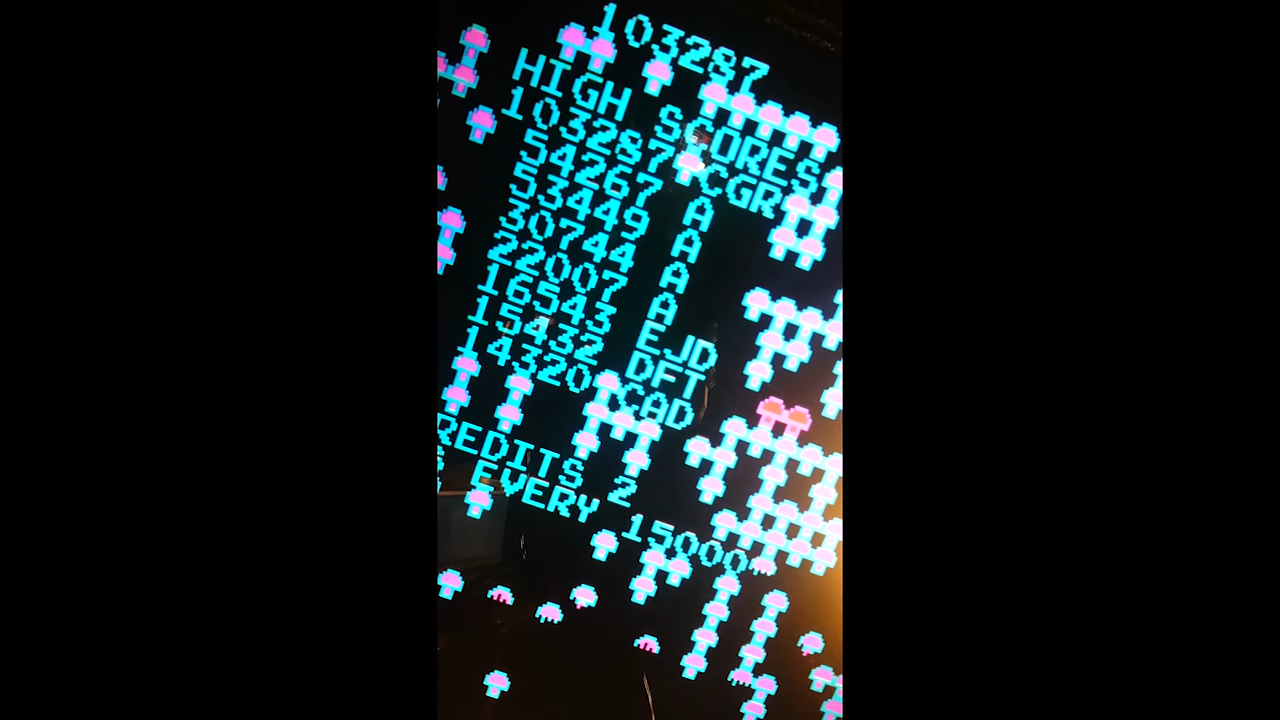 103287
HIGH SCORES
103287 CGR
54267 A
53449 A
30744 A
22007 A
16543 EJD
15432 DFT
14320 CAD
REDITS 2
EVERY 15000